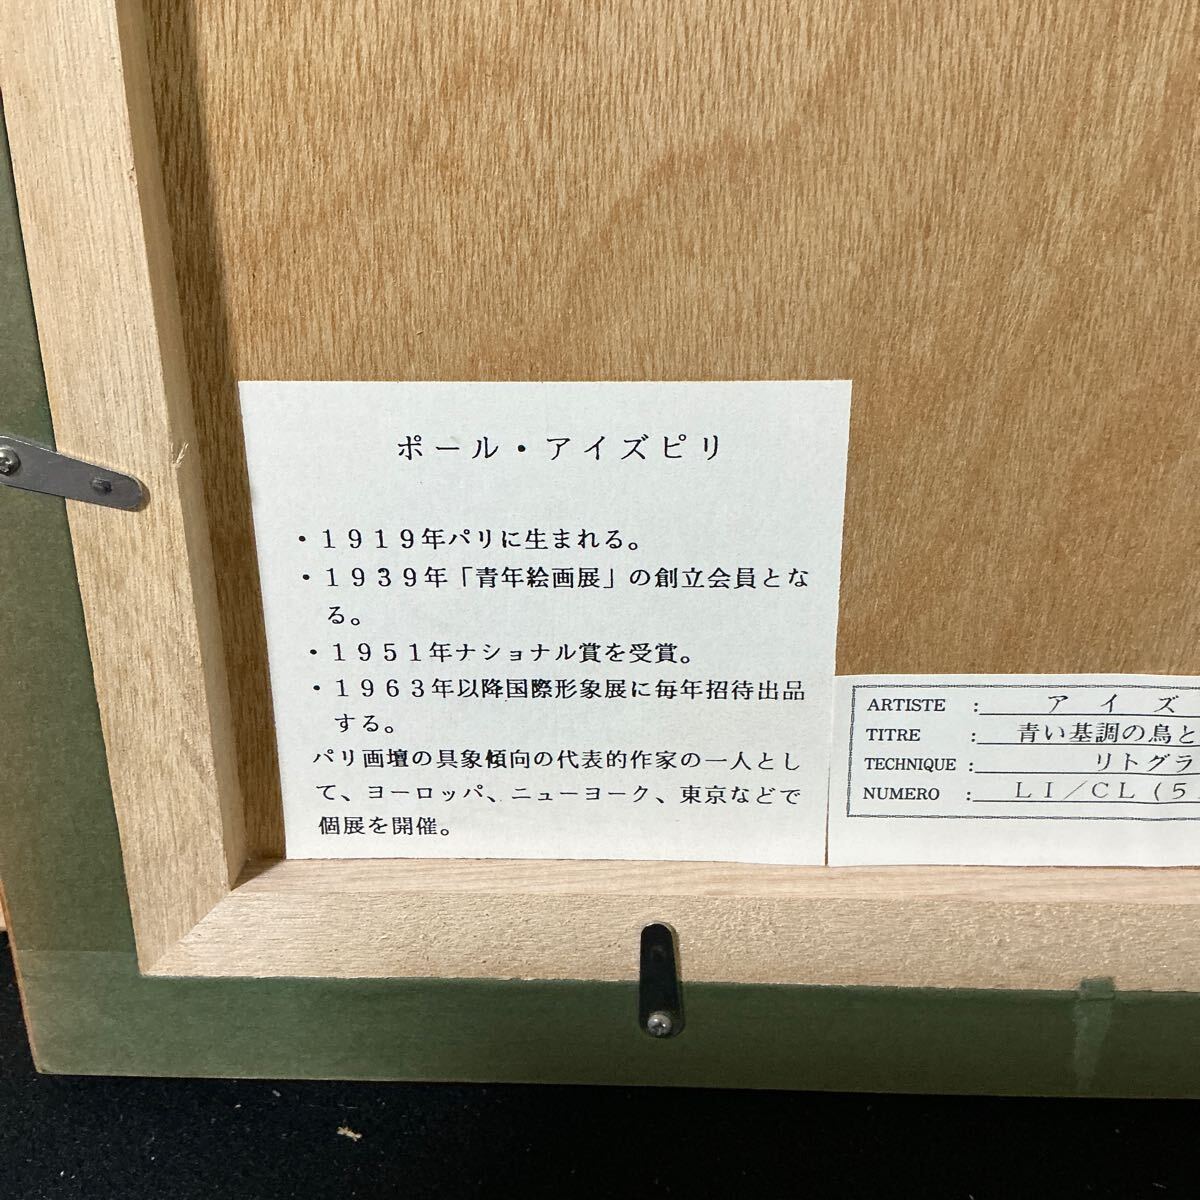 ポール・アイズピリ
・１９１９年パリに生まれる。
・１９３９年「青年絵画展」の創立会員とな
る。
・１９５１年ナショナル賞を受賞。
・１９６３年以降国際形象展に毎年招待出品
する。
パリ画壇の具象傾向の代表的作家の一人とし
て、ヨーロッパ、ニューヨーク、東京などで
個展を開催。
ARTISTE : アイズ
TITRE : 青い基調の鳥と
TECHNIQUE : リトグラ
NUMERO : ＬＩ／ＣＬ（５